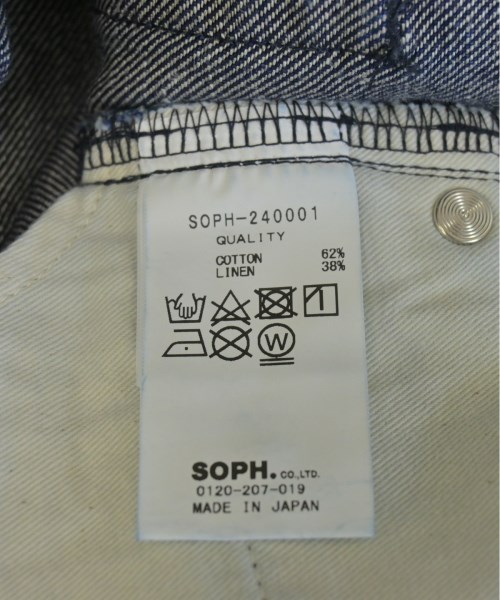 SOPH-240001
QUALITY
COTTON 62%
LINEN 38%
W
SOPH. CO.,LTD.
0120-207-019
MADE IN JAPAN